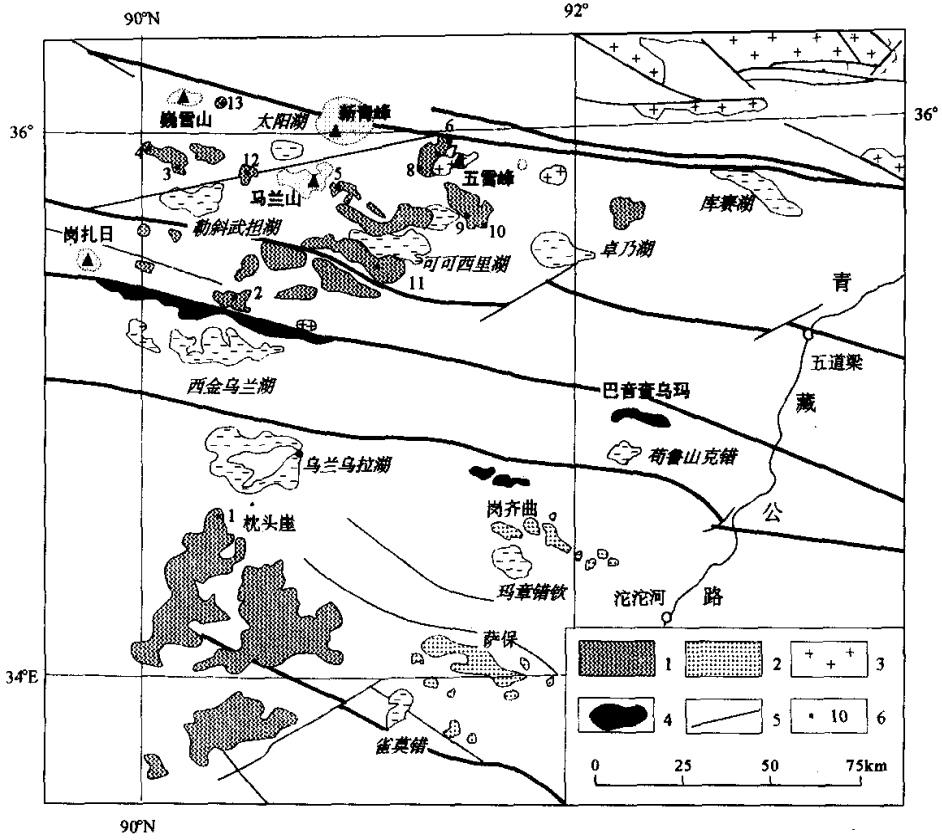 90°N
92°
13
巍雪山
太阳湖
新青峰
36°
36°
6
7
4
3
12
8
五雪峰
马兰山
5
库赛湖
勒斜武担湖
9
10
岗扎日
可可西里湖
卓乃湖
11
2
青
西金乌兰湖
五道梁
巴音查乌玛
藏
乌兰乌拉湖
苟鲁山克错
1
枕头崖
岗齐曲
公
玛章错钦
沱沱河
路
萨保
34°E
1
2
3
4
5
10
6
雀莫错
0
25
50
75km
90°N